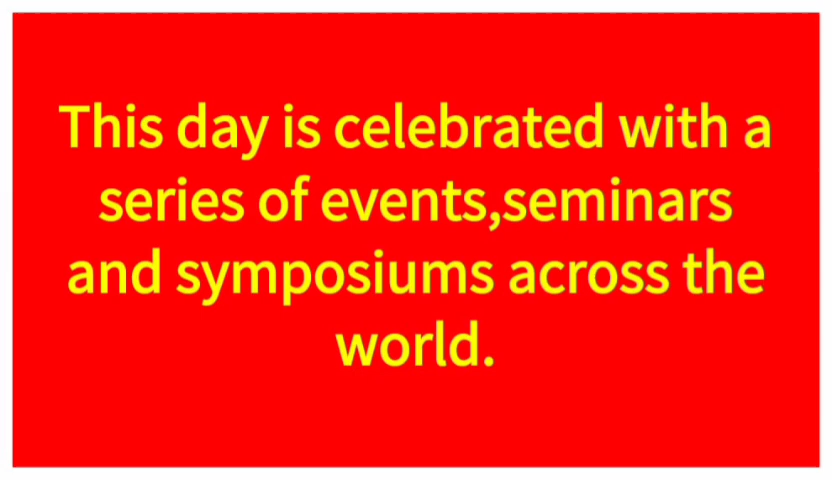 This day is celebrated with a
series of events,seminars
and symposiums across the
world.